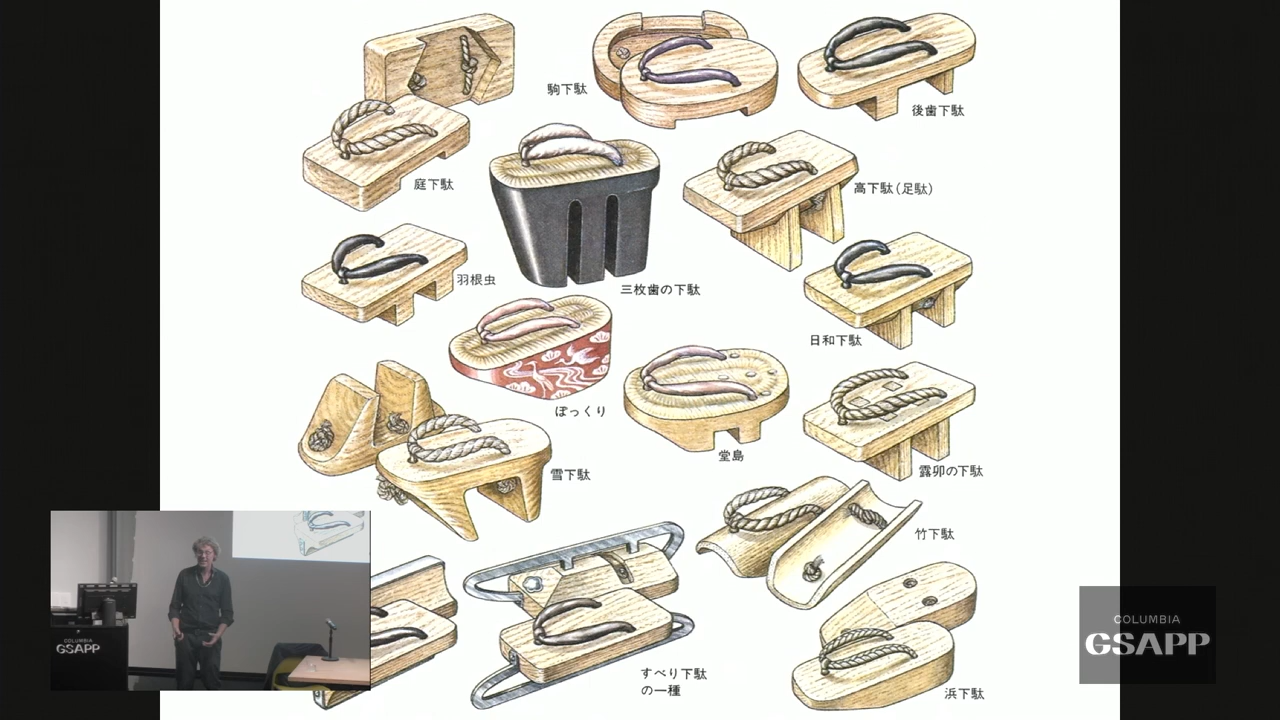 駒下駄
後歯下駄
庭下駄
高下駄(足駄)
羽根虫
三枚歯の下駄
日和下駄
ぽっくり
堂島
雪下駄
露卯の下駄
竹下駄
すべり下駄
の一種
浜下駄
COLUMBIA
GSAPP
COLUMBIA
GSAPP